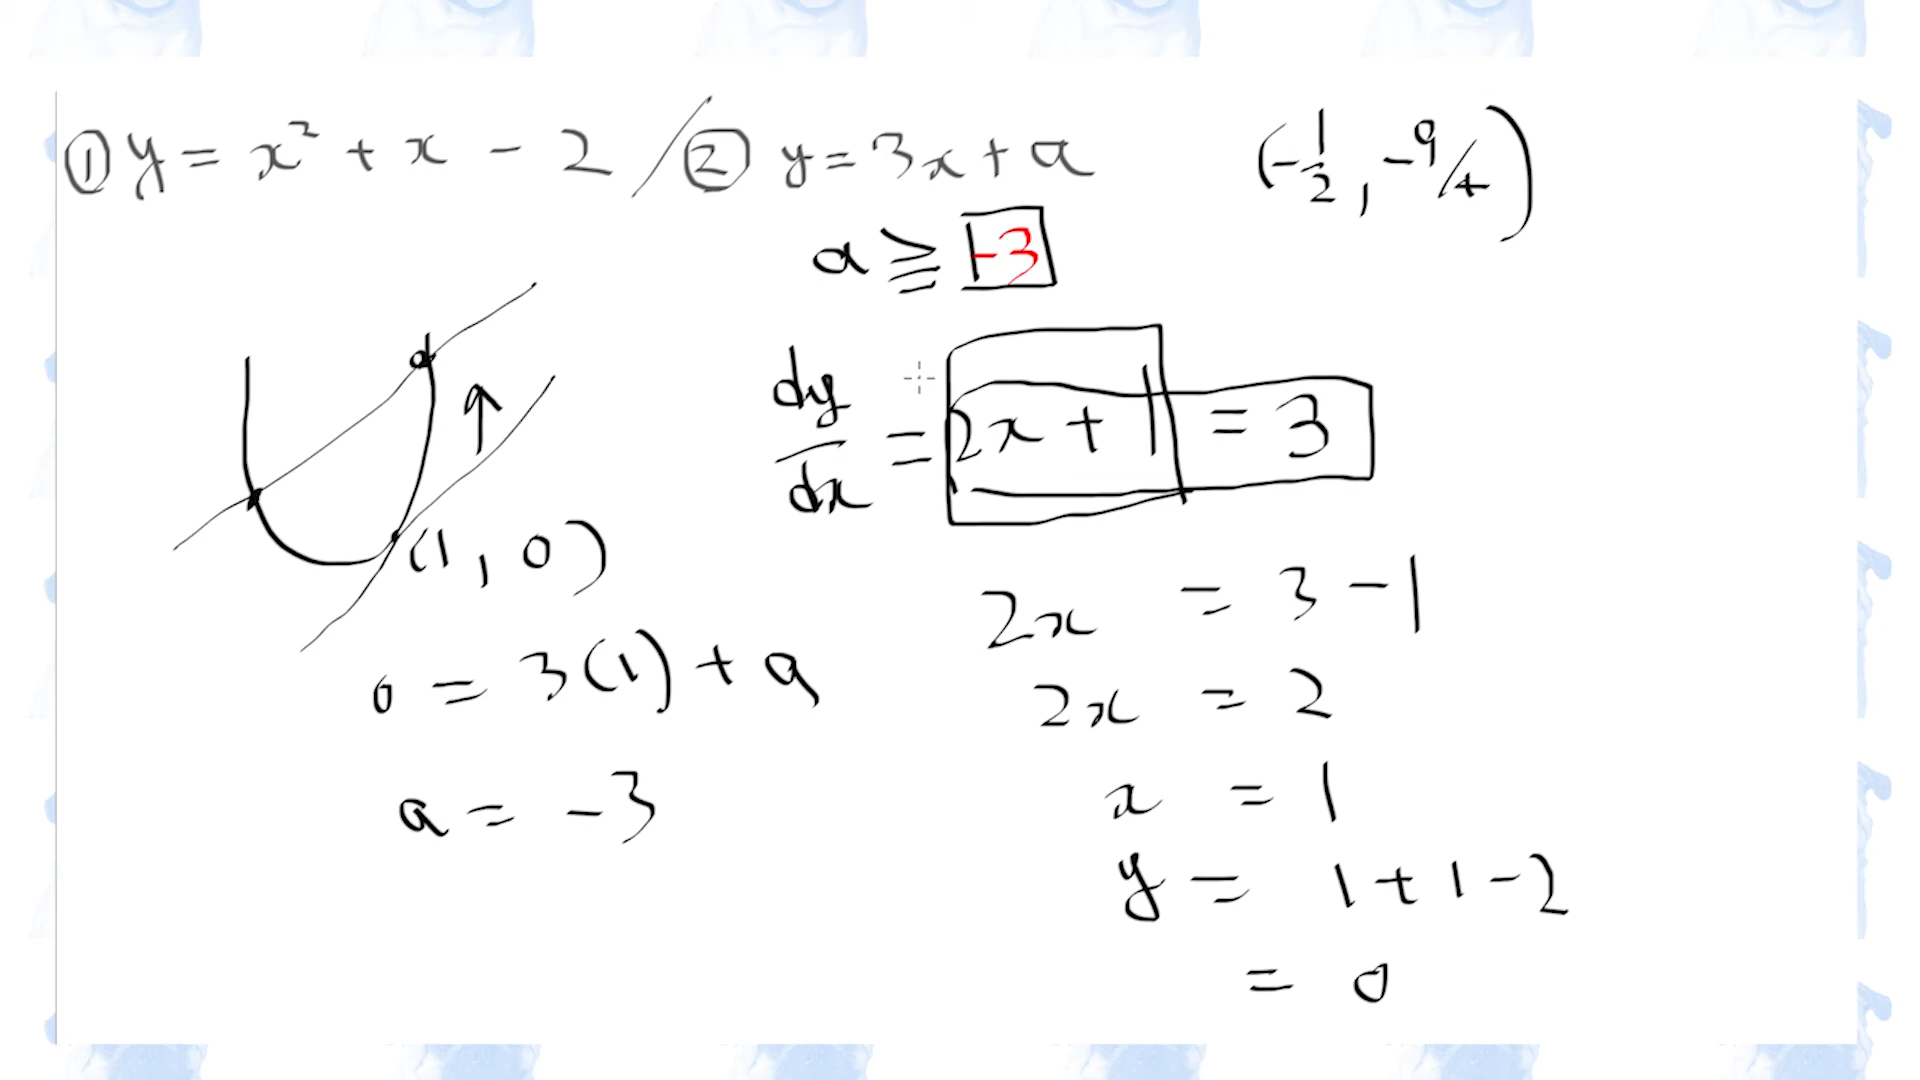 ① y = x² + x - 2 / ② y = 3x + a
(-1/2, -9/4)
a ≧ -3
dy/dx = 2x + 1 = 3
(1, 0)
0 = 3(1) + a
a = -3
2x = 3 - 1
2x = 2
x = 1
y = 1 + 1 - 2
= 0